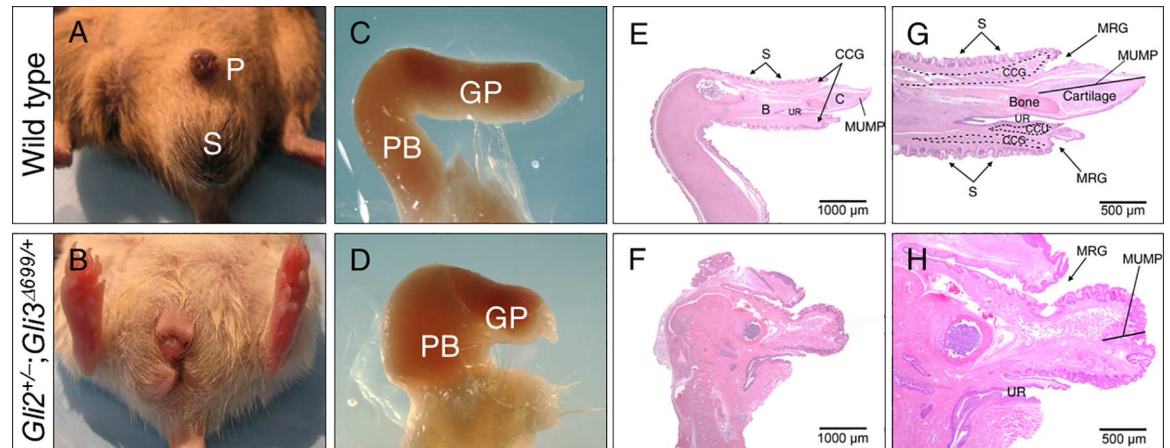 Wild type
A
P
S
C
GP
PB
E
S
CCG
B
UR
C
MUMP
1000 µm
G
S
MRG
MUMP
CCG
Bone
Cartilage
UR
CCU
CCG
MRG
S
500 µm
Gli2+/–;Gli3Δ699/+
B
D
GP
PB
F
1000 µm
H
MRG
MUMP
UR
500 µm